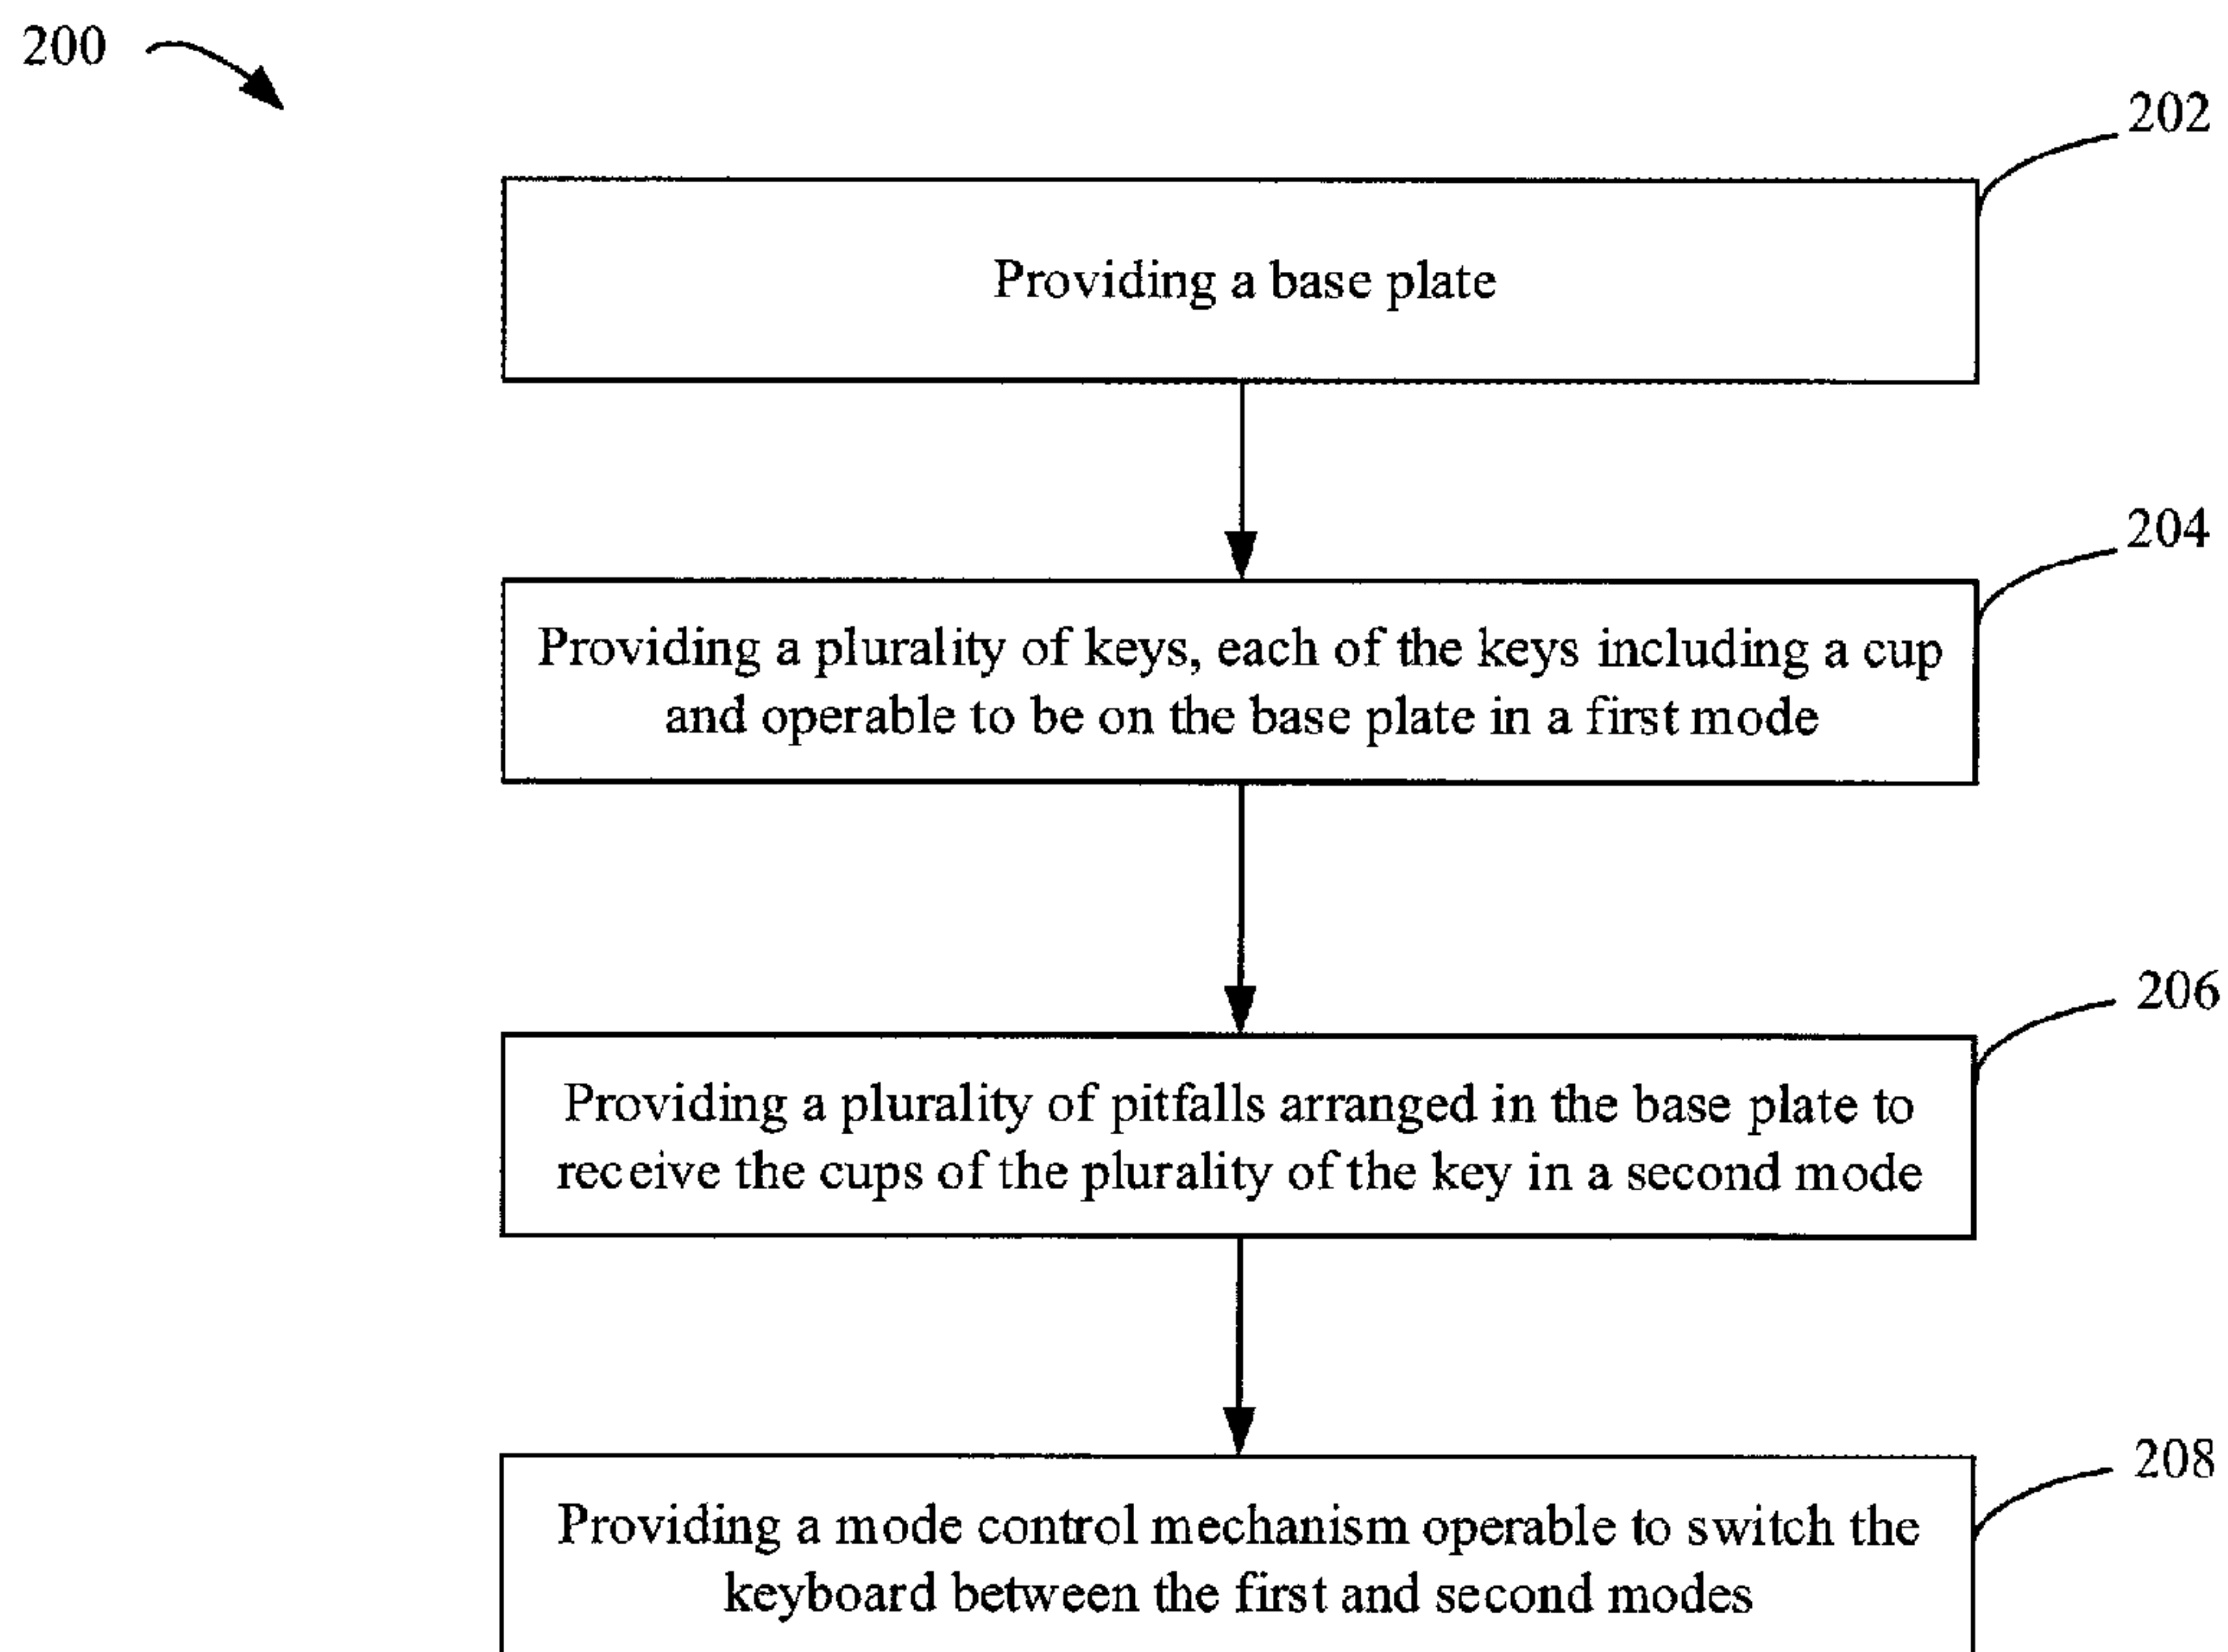 200
202
Providing a base plate
204
Providing a plurality of keys, each of the keys including a cup
and operable to be on the base plate in a first mode
206
Providing a plurality of pitfalls arranged in the base plate to
receive the cups of the plurality of the key in a second mode
208
Providing a mode control mechanism operable to switch the
keyboard between the first and second modes